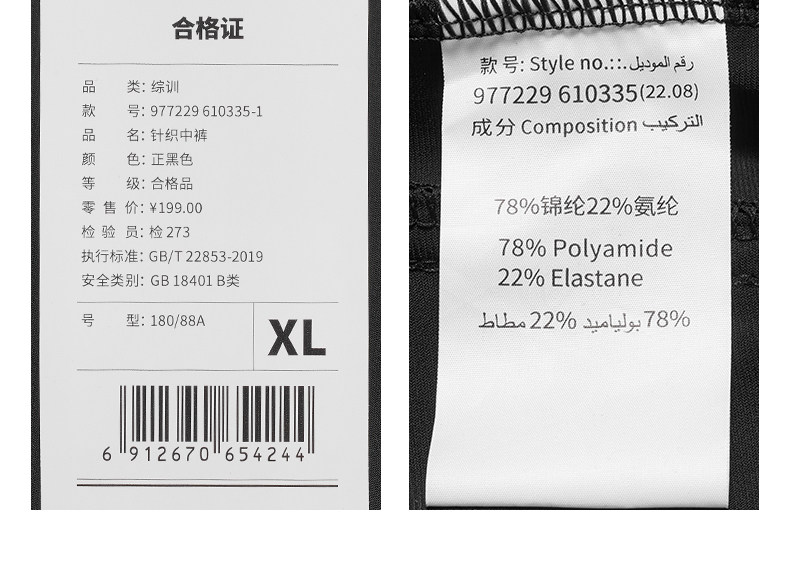 合格证
品 类: 综训
款 号: 977229 610335-1
品 名: 针织中裤
颜 色: 正黑色
等 级: 合格品
零 售 价: ¥199.00
检 验 员: 检 273
执行标准: GB/T 22853-2019
安全类别: GB 18401 B类
号 型: 180/88A
XL
6 912670 654244
款 号: Style no.::.رقم الموديل
977229 610335(22.08)
成分 Composition التركيب
78%锦纶22%氨纶
78% Polyamide
22% Elastane
78% بولياميد 22% مطاط